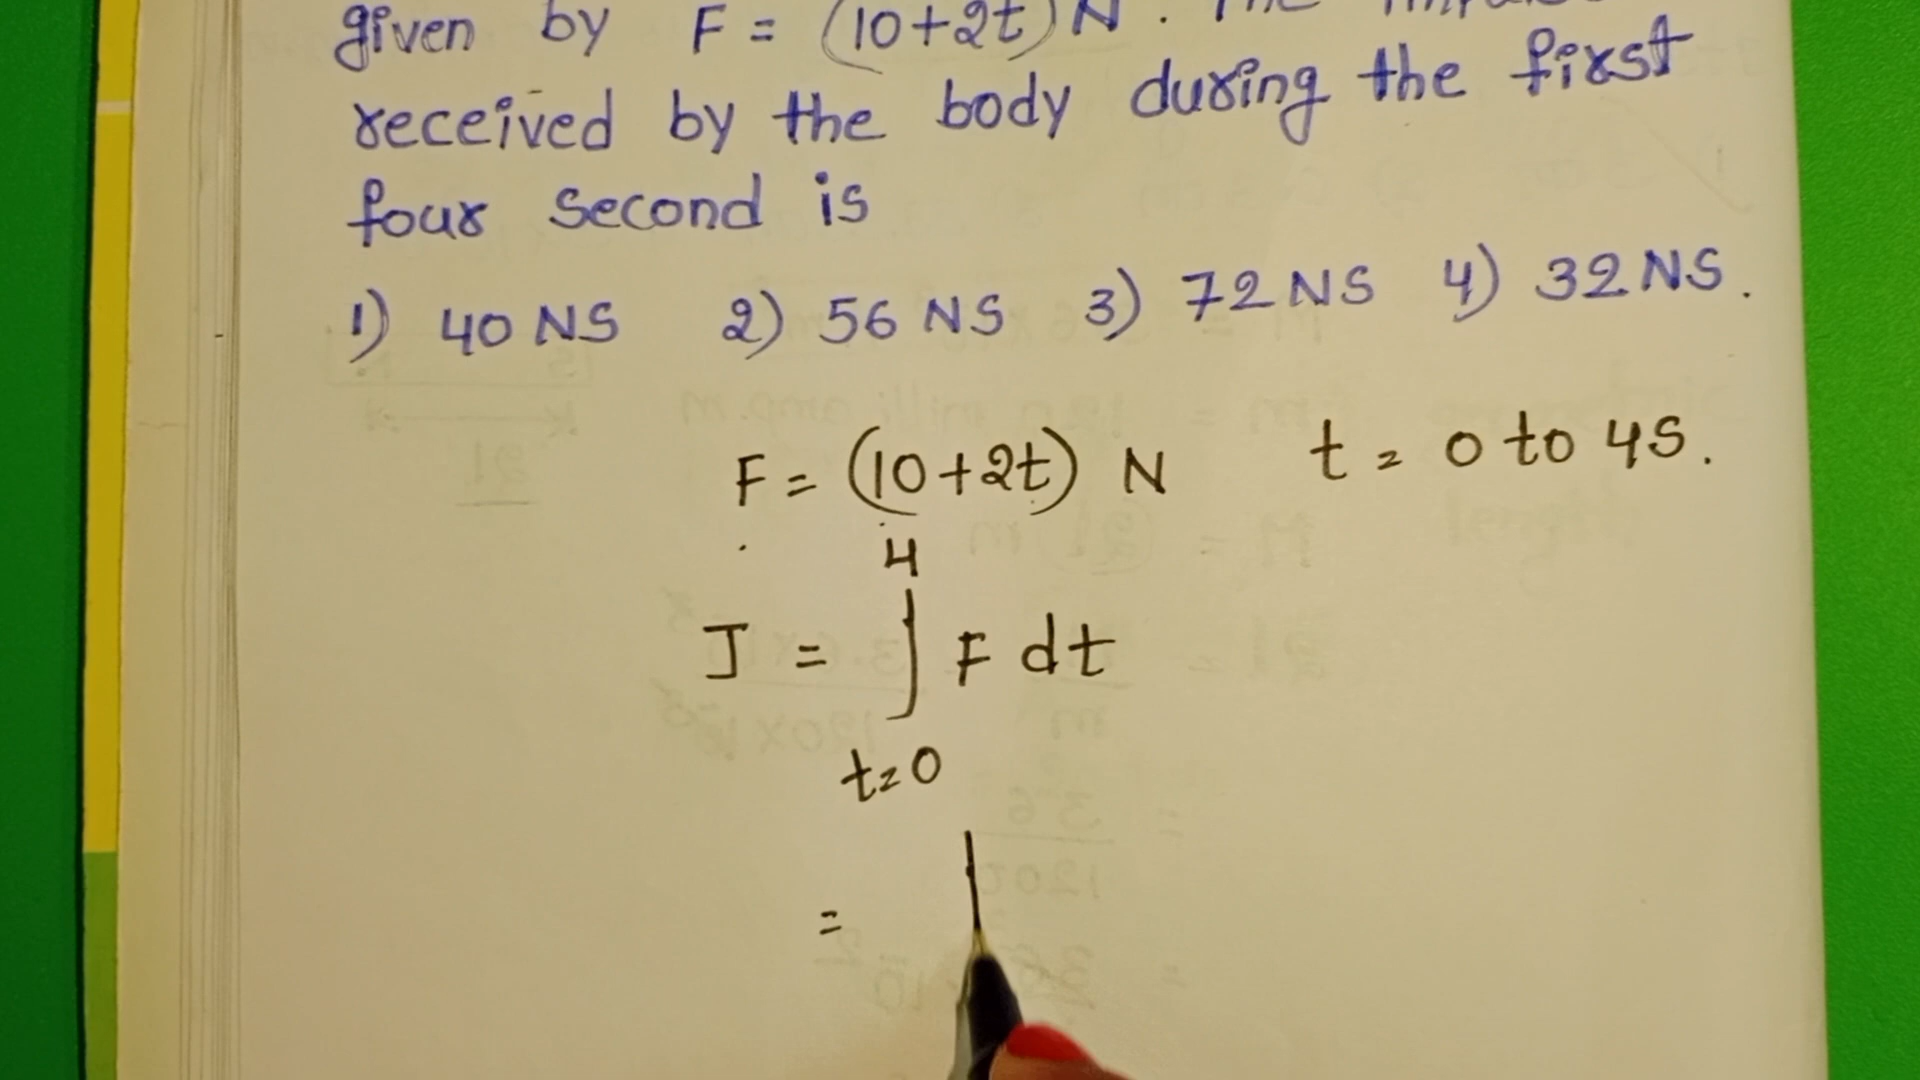 given by F = (10+2t) N. The
received by the body during the first
four second is
1) 40 NS 2) 56 NS 3) 72 NS 4) 32 NS.
F = (10+2t) N t = 0 to 4S.
4
J = ∫ F dt
t=0
=